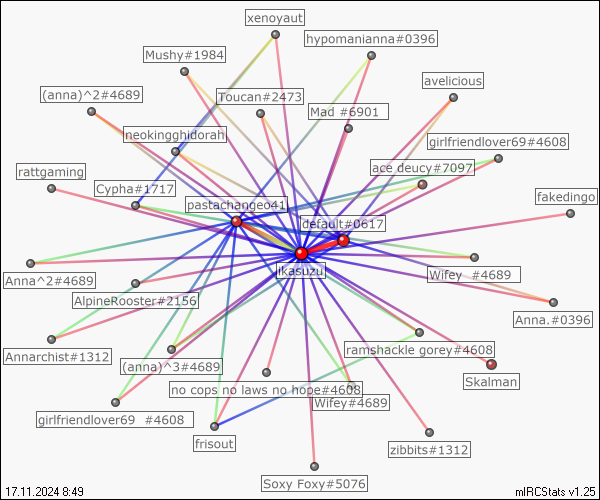 xenoyaut
hypomanianna#0396
Mushy#1984
avelicious
(anna)^2#4689
Toucan#2473
Mad #6901
neokingghidorah
girlfriendlover69#4608
ace deucy#7097
rattgaming
Cypha#1717
fakedingo
pastachange041
default#0617
ikasuzu
Anna^2#4689
Wifey #4689
AlpineRooster#2156
Anna.#0396
Annarchist#1312
ramshackle gorey#4608
(anna)^3#4689
Skalman
no cops no laws no hope#4608
Wifey#4689
girlfriendlover69 #4608
frisout
zibbits#1312
Soxy Foxy#5076
17.11.2024 8:49
mIRCStats v1.25